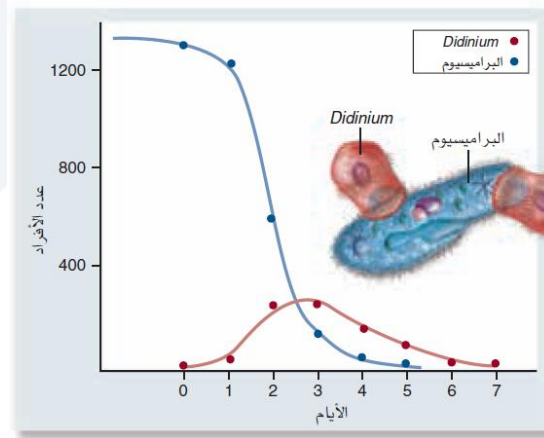 Didinium
البراميسيوم
Didinium
البراميسيوم
1200
800
400
عدد الأفراد
0 1 2 3 4 5 6 7
الأيام